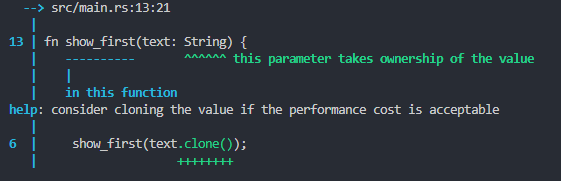 --> src/main.rs:13:21
|
13 | fn show_first(text: String) {
|    ----------       ^^^^^^ this parameter takes ownership of the value
|    |
|    in this function
help: consider cloning the value if the performance cost is acceptable
|
6  |     show_first(text.clone());
|                    ++++++++